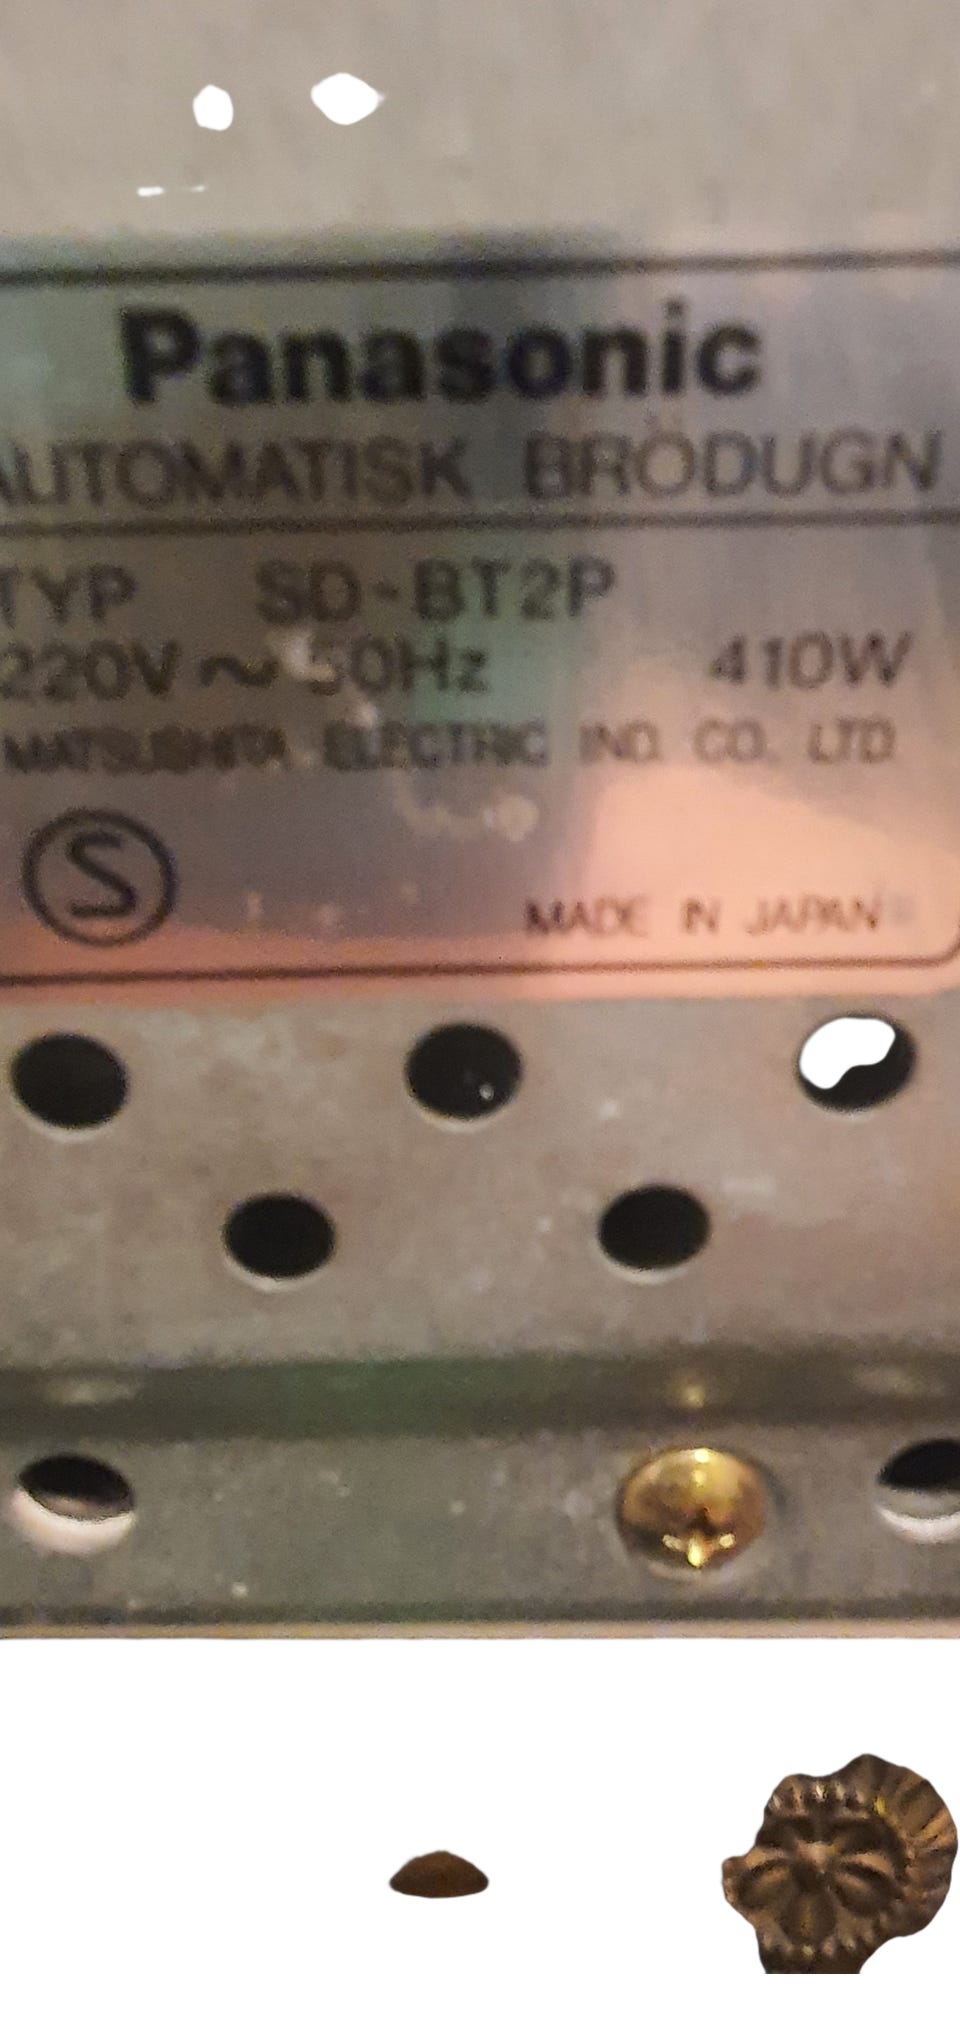 Panasonic
AUTOMATISK BRÖDUGN
TYP SD-BT2P
220V ~ 50Hz 410W
MATSUSHITA ELECTRIC IND. CO. LTD.
S
MADE IN JAPAN